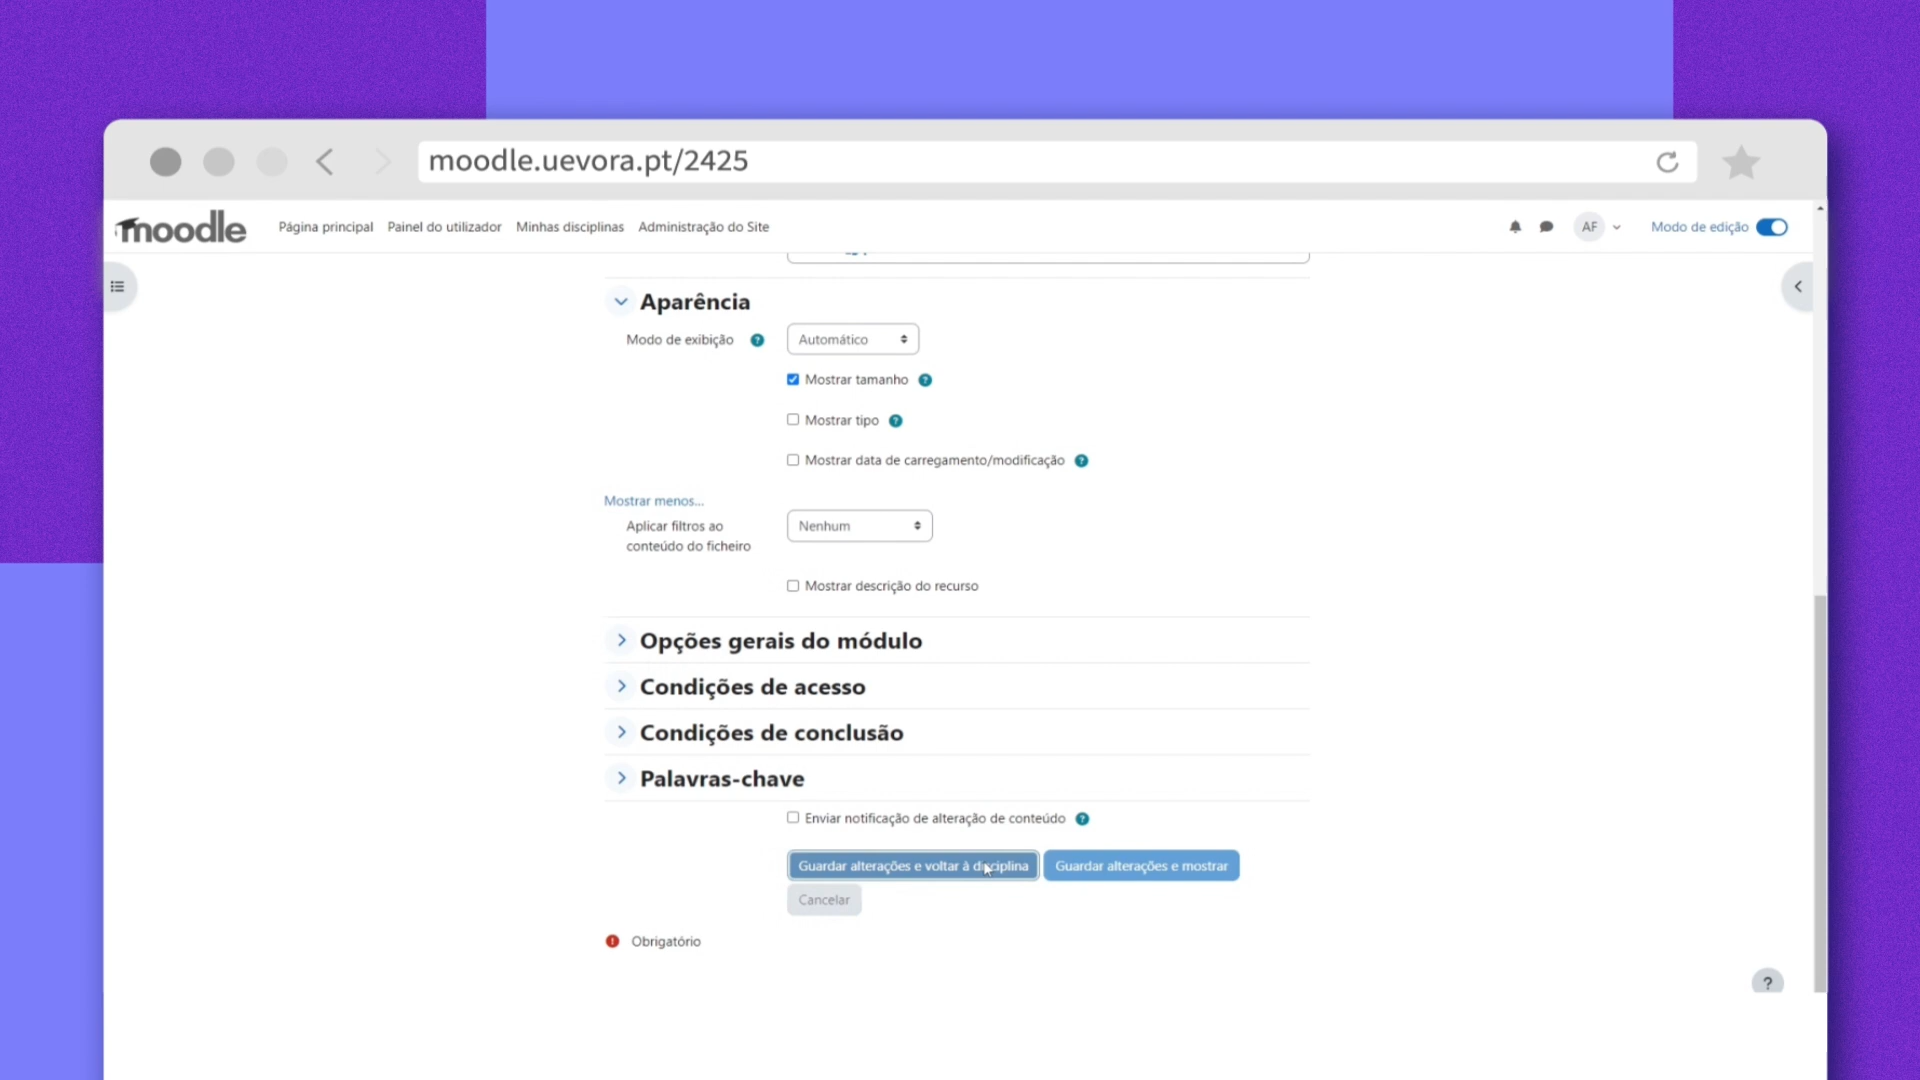 moodle.uevora.pt/2425
moodle
Página principal
Painel do utilizador
Minhas disciplinas
Administração do Site
AF
Modo de edição
Aparência
Modo de exibição
?
Automático
Mostrar tamanho
?
Mostrar tipo
?
Mostrar data de carregamento/modificação
?
Mostrar menos...
Aplicar filtros ao
conteúdo do ficheiro
Nenhum
Mostrar descrição do recurso
Opções gerais do módulo
Condições de acesso
Condições de conclusão
Palavras-chave
Enviar notificação de alteração de conteúdo
?
Guardar alterações e voltar à disciplina
Guardar alterações e mostrar
Cancelar
!
Obrigatório
?